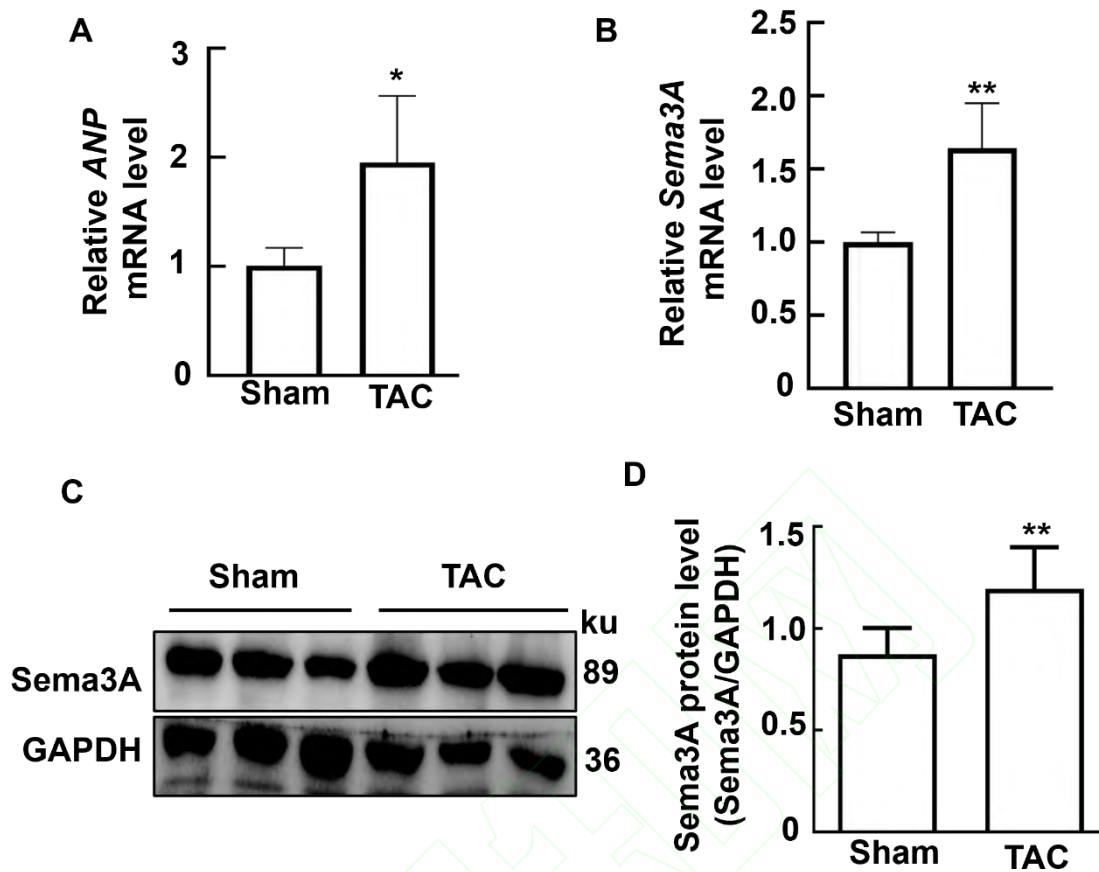 A
Relative ANP
mRNA level
3
2
1
0
*
Sham
TAC
B
Relative Sema3A
mRNA level
2.5
2.0
1.5
1.0
0.5
0
**
Sham
TAC
C
Sham
TAC
ku
Sema3A
89
GAPDH
36
D
Sema3A protein level
(Sema3A/GAPDH)
1.5
1.0
0.5
0
**
Sham
TAC